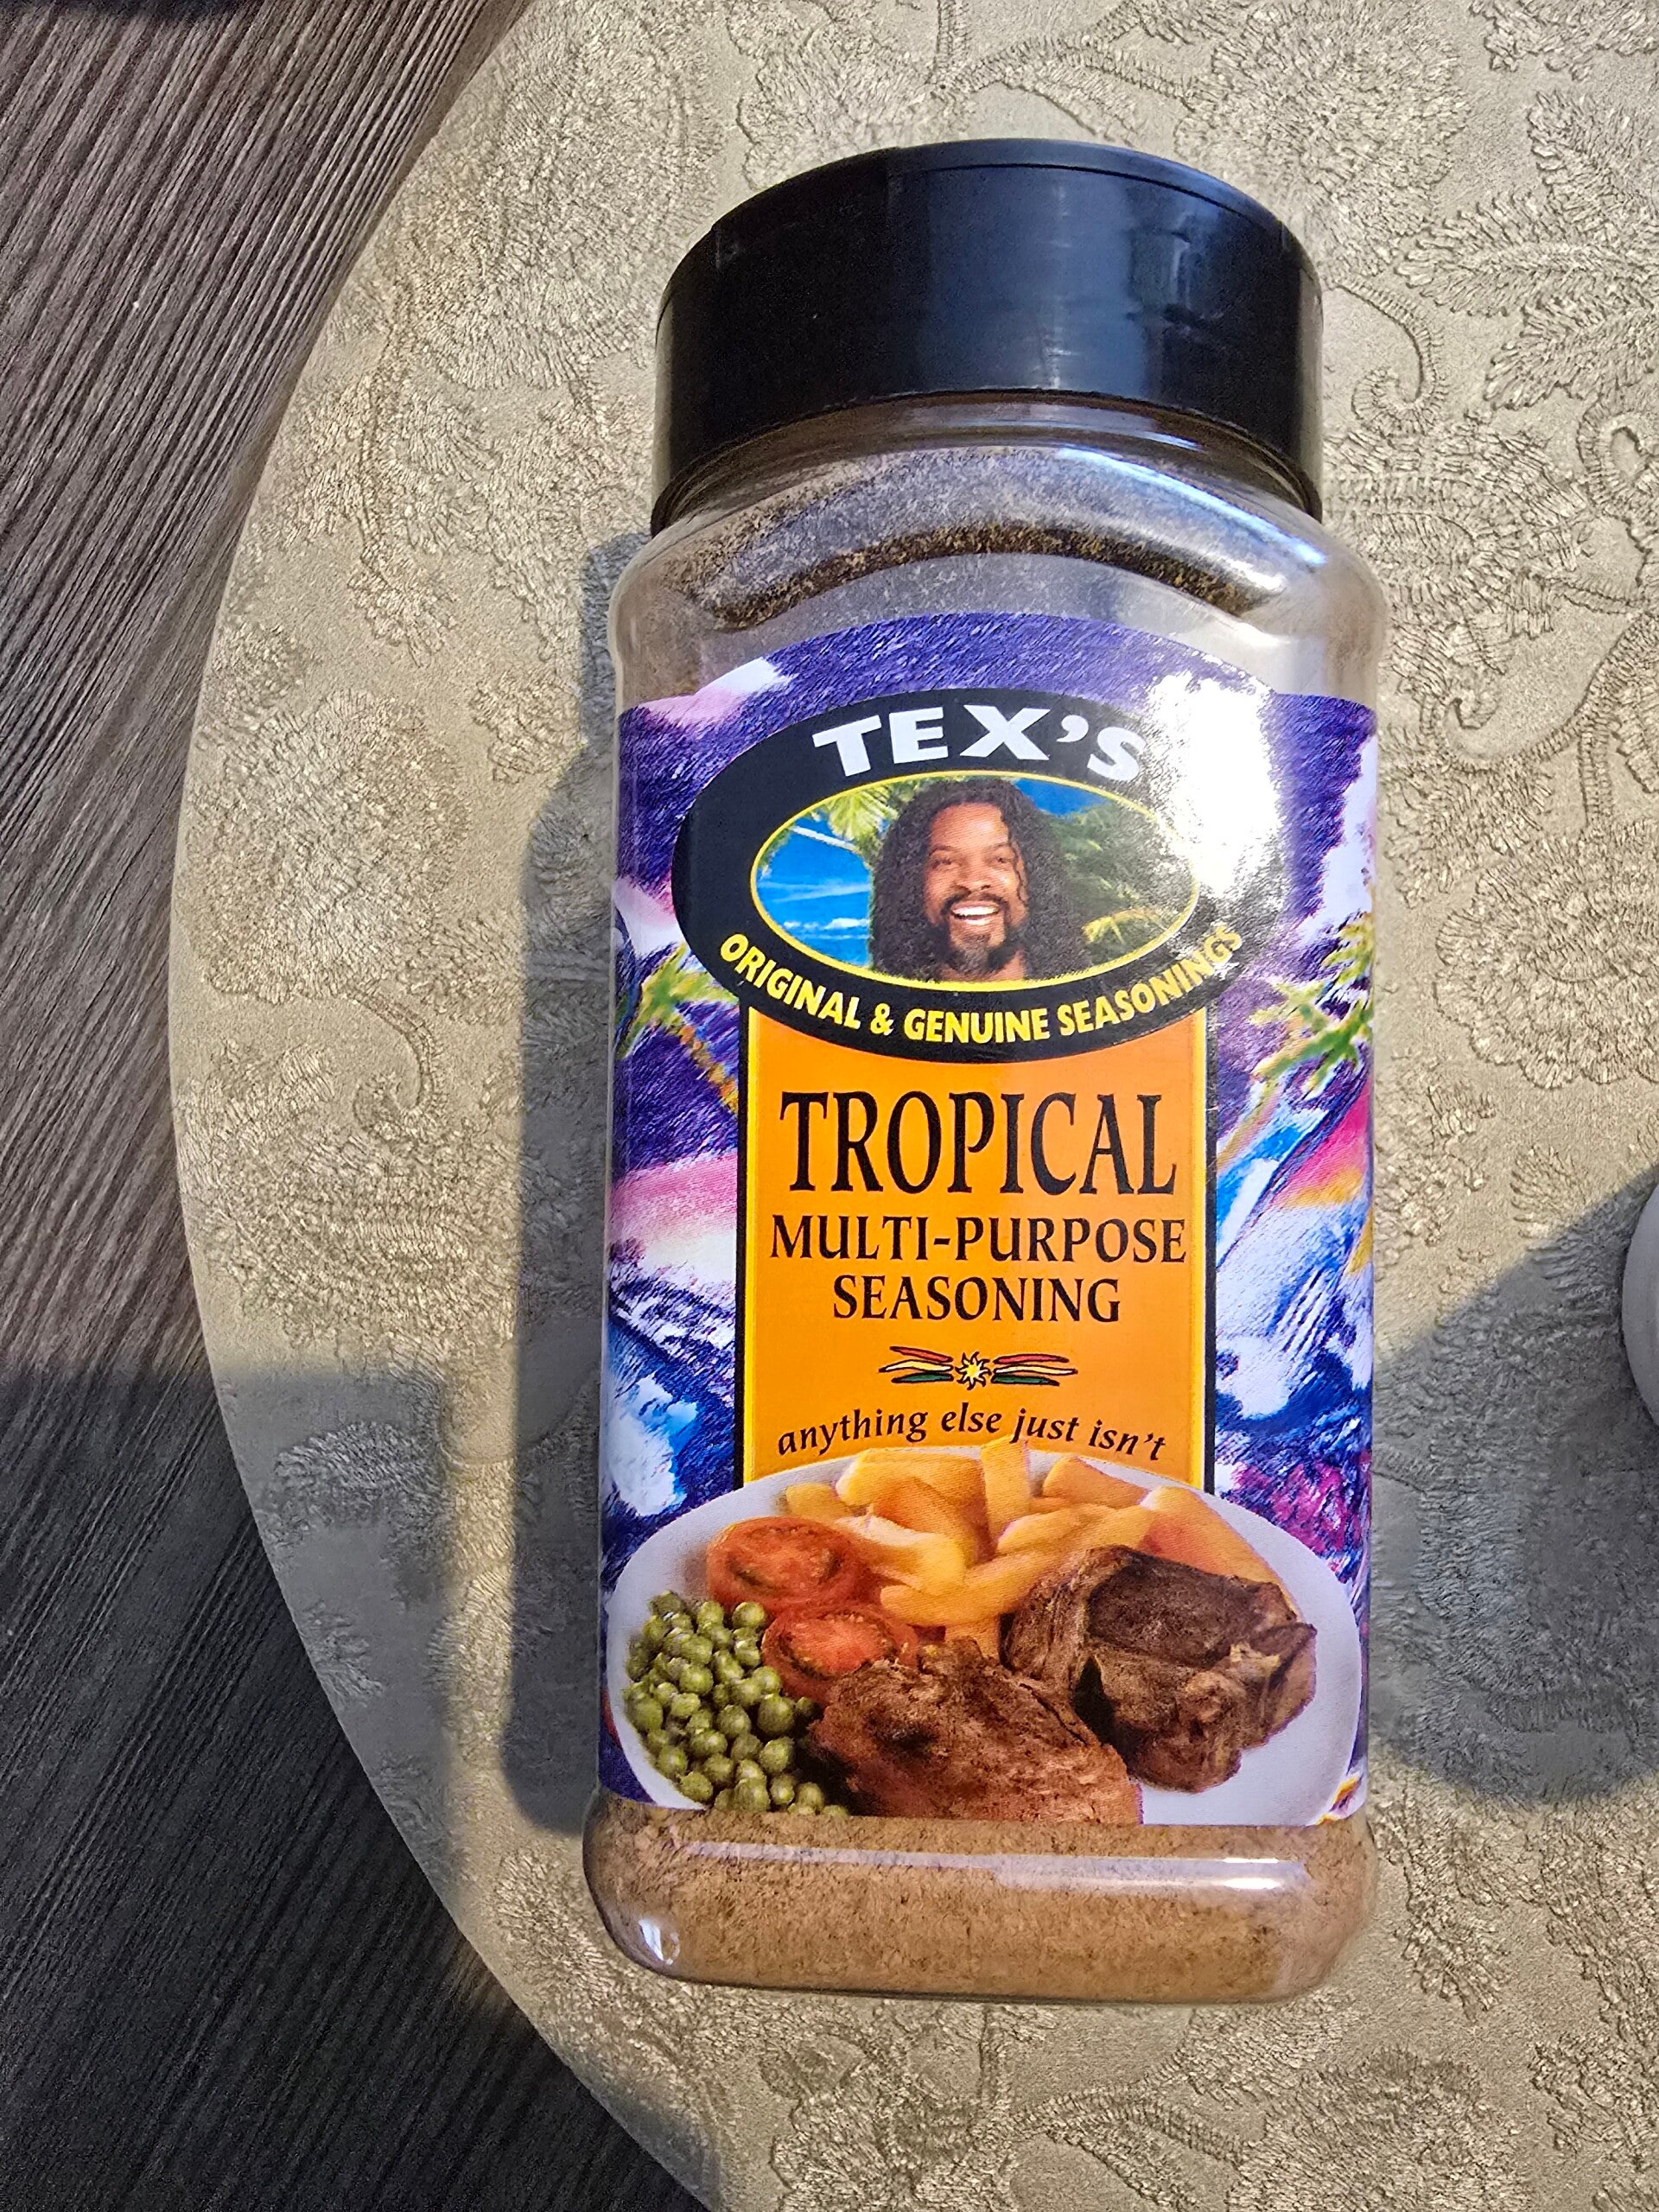 TEX'S
ORIGINAL & GENUINE SEASONINGS
TROPICAL
MULTI-PURPOSE
SEASONING
anything else just isn't